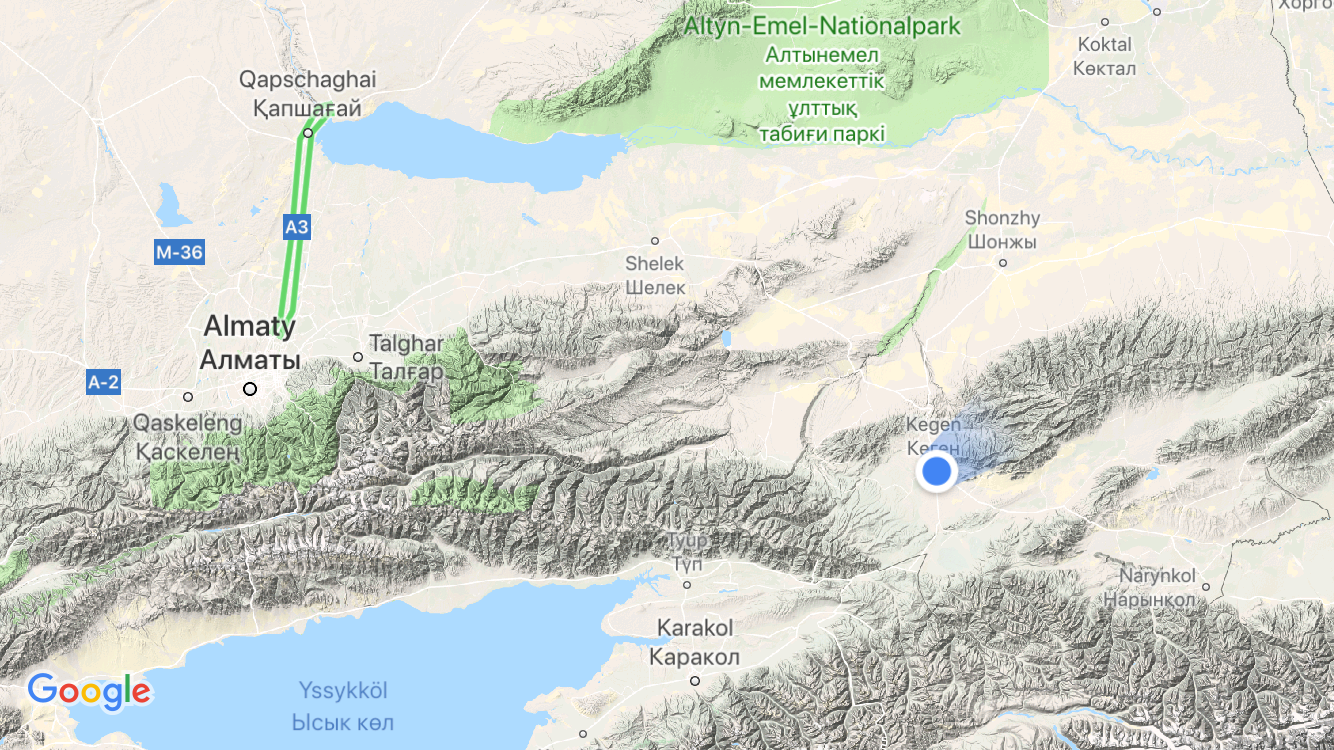 Хорго
Altyn-Emel-Nationalpark
Алтынемел
мемлекеттік
ұлттық
табиғи паркі
Koktal
Көктал
Qapschaghai
Қапшағай
A3
M-36
Shonzhy
Шонжы
Shelek
Шелек
Almaty
Алматы
Talghar
Талғар
A-2
Qaskeleng
Қаскелең
Kegen
Кеген
Tyup
Түп
Narynkol
Нарынкол
Karakol
Каракол
Yssykköl
Ысык көл
Google